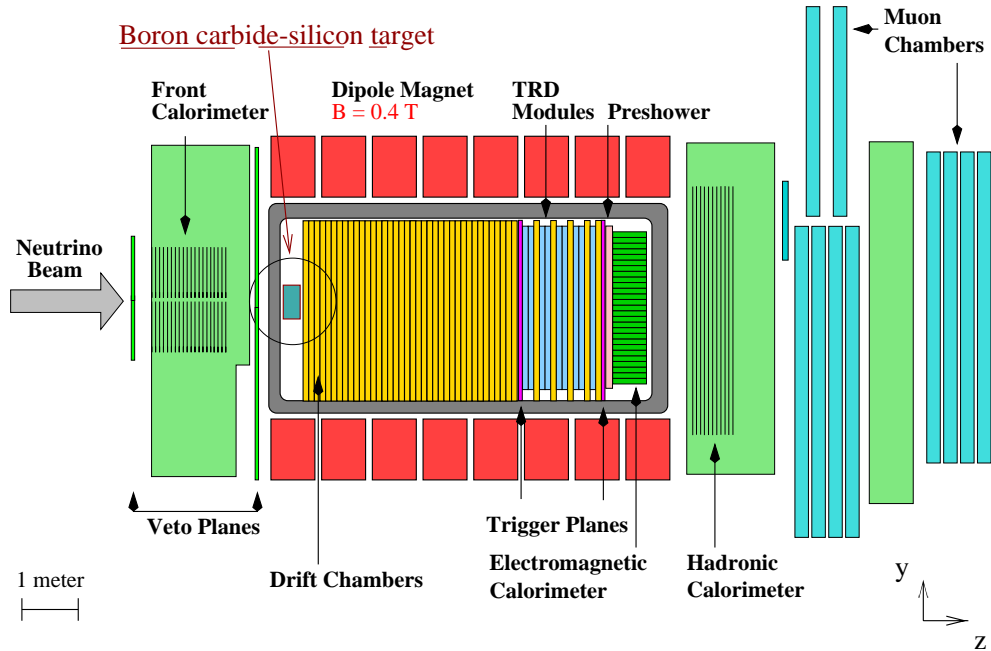 Boron carbide-silicon target
Muon
Chambers
Front
Calorimeter
Dipole Magnet
B = 0.4 T
TRD
Modules
Preshower
Neutrino
Beam
Veto Planes
Trigger Planes
Drift Chambers
Electromagnetic
Calorimeter
Hadronic
Calorimeter
1 meter
y
z